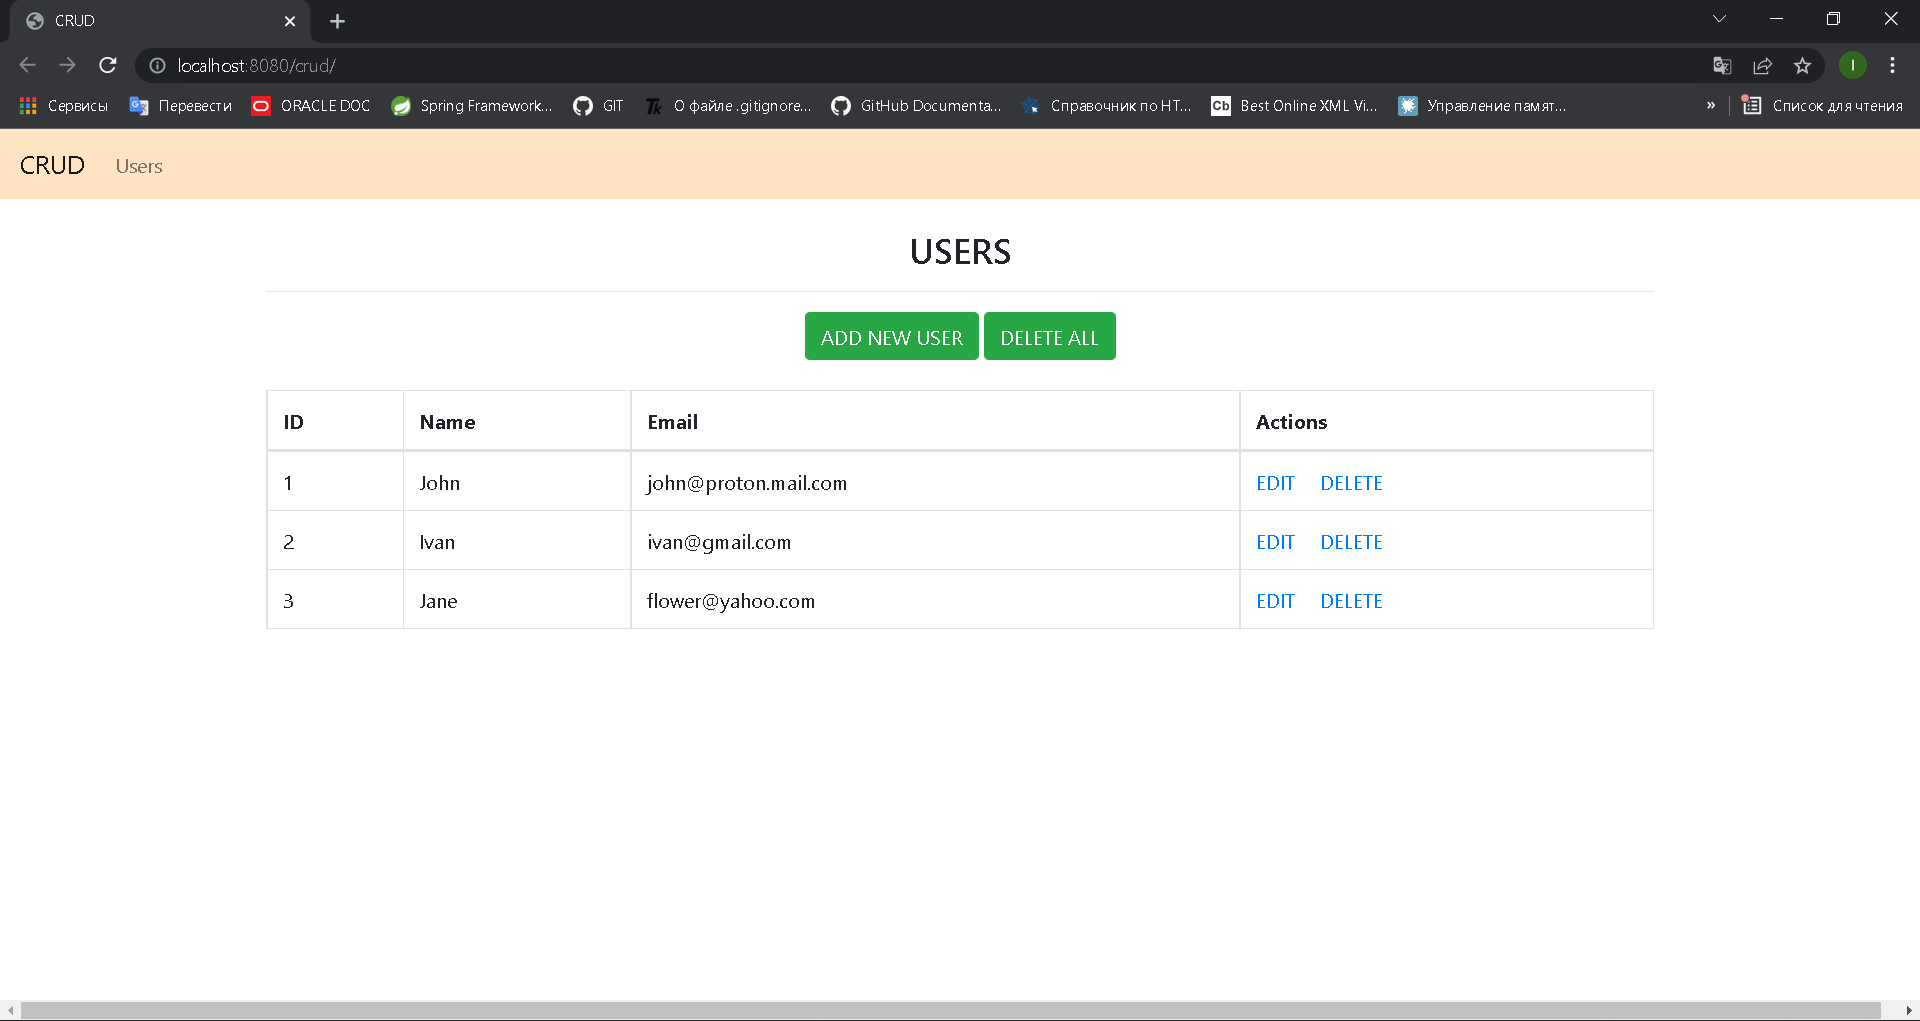 CRUD
localhost:8080/crud/
I
Сервисы Перевести ORACLE DOC Spring Framework... GIT Tk О файле .gitignore... GitHub Documenta... Справочник по HT... Cb Best Online XML Vi... Управление памят... » Список для чтения
CRUD Users
USERS
ADD NEW USER DELETE ALL
ID Name Email Actions
1 John john@proton.mail.com EDIT DELETE
2 Ivan ivan@gmail.com EDIT DELETE
3 Jane flower@yahoo.com EDIT DELETE